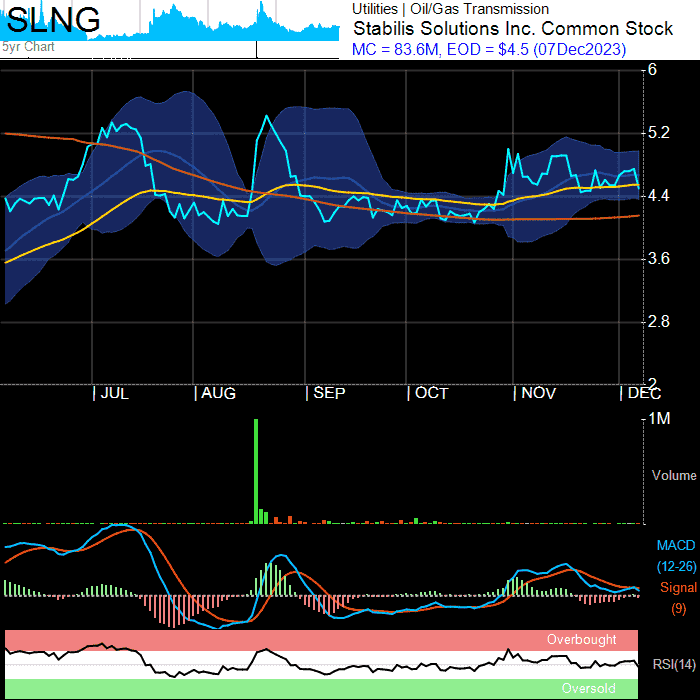 SLNG
5yr Chart
Utilities | Oil/Gas Transmission
Stabilis Solutions Inc. Common Stock
MC = 83.6M, EOD = $4.5 (07Dec2023)
6
5.2
4.4
3.6
2.8
2
JUL AUG SEP OCT NOV DEC
1M
Volume
MACD
(12-26)
Signal
(9)
Overbought
RSI(14)
Oversold